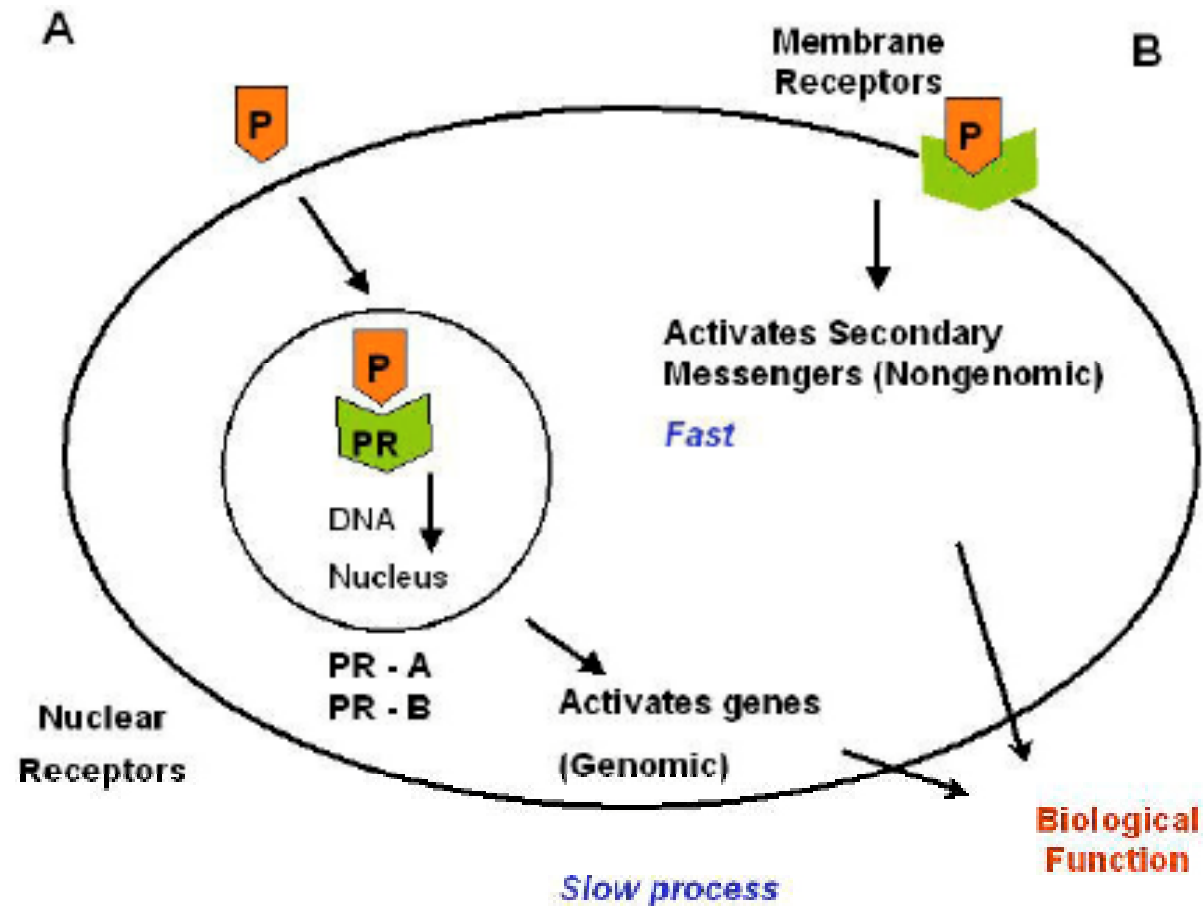 A
Membrane
Receptors
B
P
P
Activates Secondary
Messengers (Nongenomic)
Fast
P
PR
DNA
Nucleus
PR - A
PR - B
Nuclear
Receptors
Activates genes
(Genomic)
Biological
Function
Slow process